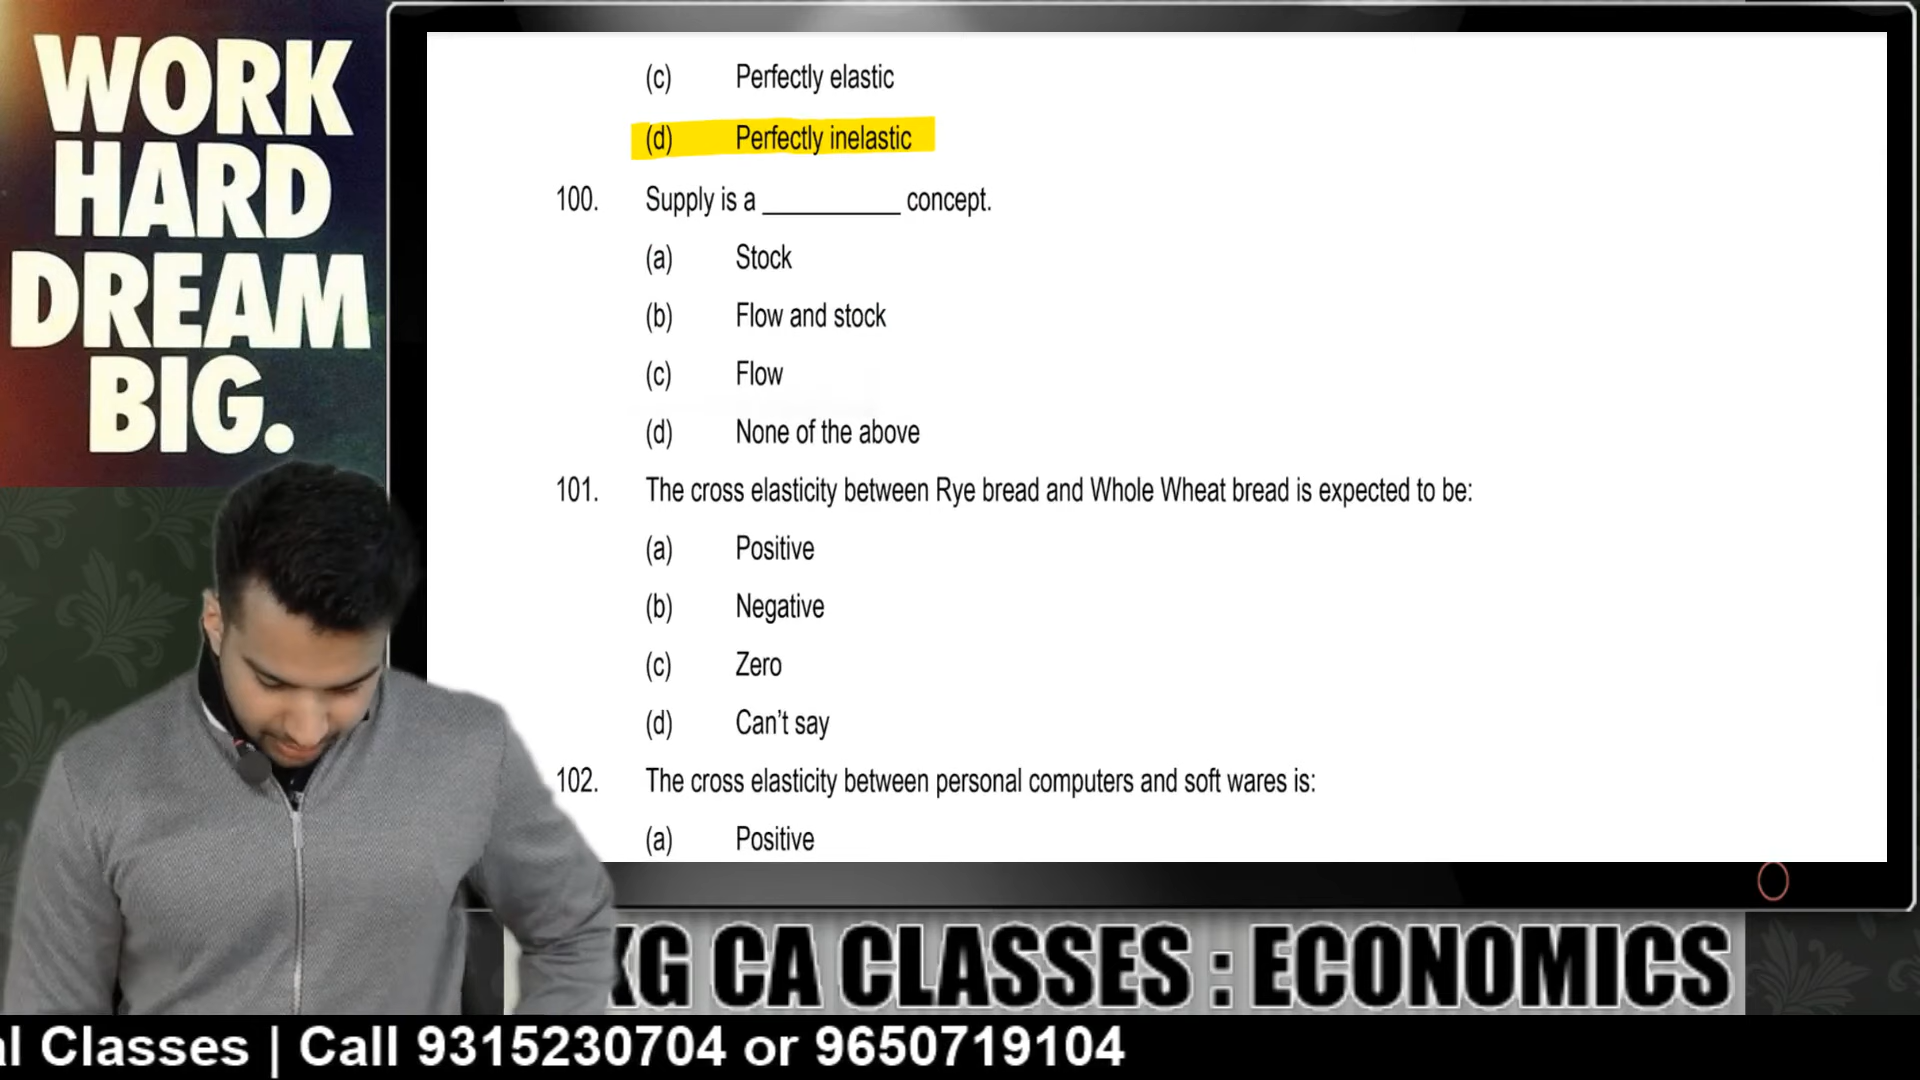 WORK
HARD
DREAM
BIG.
(c) Perfectly elastic
(d) Perfectly inelastic
100. Supply is a __________ concept.
(a) Stock
(b) Flow and stock
(c) Flow
(d) None of the above
101. The cross elasticity between Rye bread and Whole Wheat bread is expected to be:
(a) Positive
(b) Negative
(c) Zero
(d) Can't say
102. The cross elasticity between personal computers and soft wares is:
(a) Positive
KG CA CLASSES : ECONOMICS
al Classes | Call 9315230704 or 9650719104